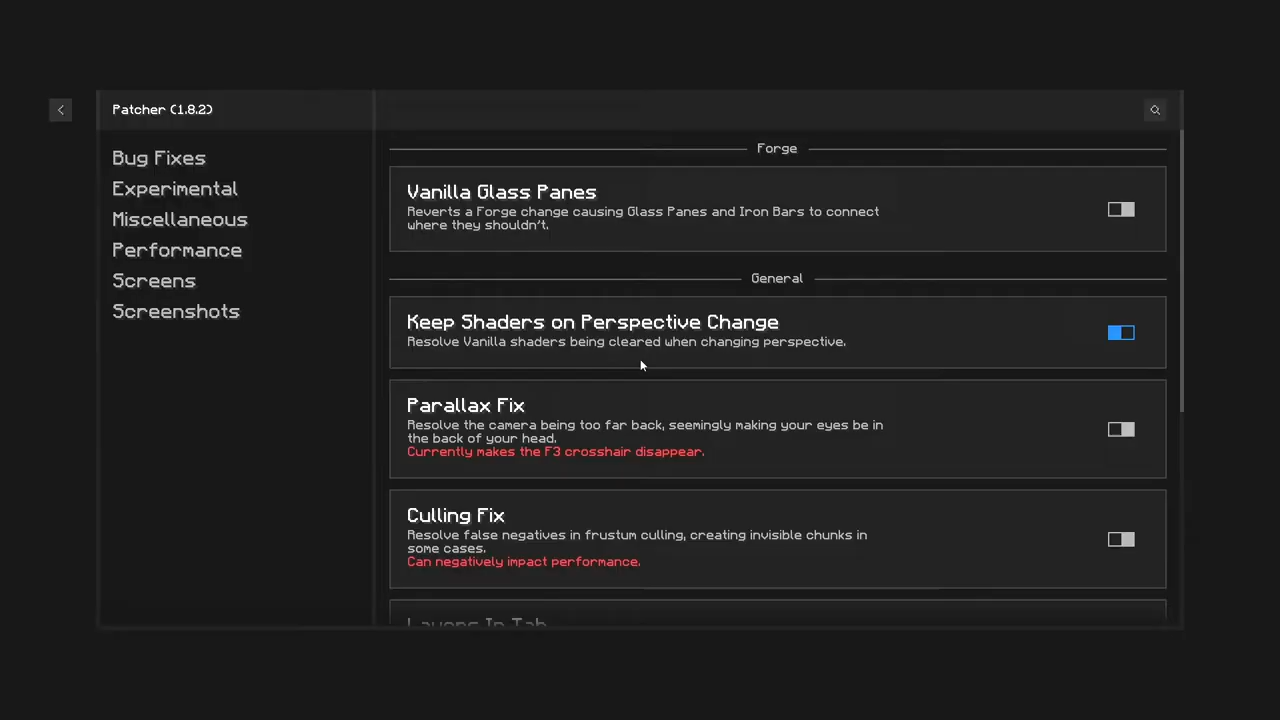 Patcher (1.8.2)
Bug Fixes
Experimental
Miscellaneous
Performance
Screens
Screenshots
Forge
Vanilla Glass Panes
Reverts a Forge change causing Glass Panes and Iron Bars to connect
where they shouldn't.
General
Keep Shaders on Perspective Change
Resolve Vanilla shaders being cleared when changing perspective.
Parallax Fix
Resolve the camera being too far back, seemingly making your eyes be in
the back of your head.
Currently makes the F3 crosshair disappear.
Culling Fix
Resolve false negatives in frustum culling, creating invisible chunks in
some cases.
Can negatively impact performance.
Layers In Tab